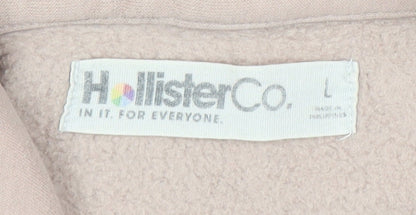 HollisterCo.
IN IT. FOR EVERYONE.
L
MADE IN
PHILIPPINES